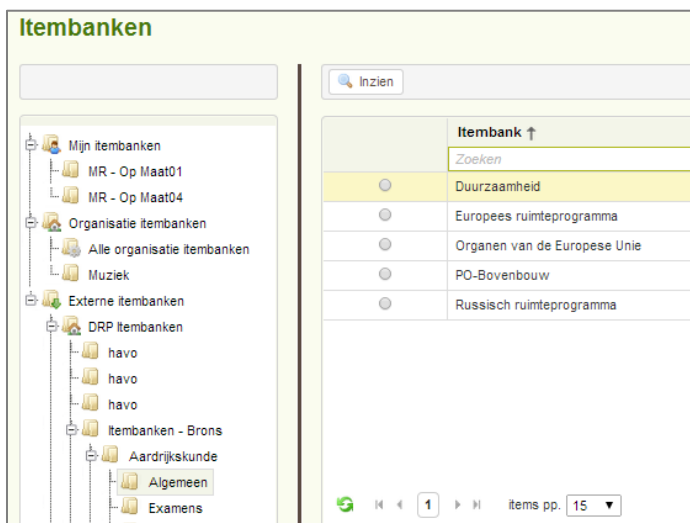 Itembanken
Mijn itembanken
MR - Op Maat01
MR - Op Maat04
Organisatie itembanken
Alle organisatie itembanken
Muziek
Externe itembanken
DRP Itembanken
havo
havo
havo
Itembanken - Brons
Aardrijkskunde
Algemeen
Examens
Inzien
Itembank ↑
Zoeken
Duurzaamheid
Europees ruimteprogramma
Organen van de Europese Unie
PO-Bovenbouw
Russisch ruimteprogramma
1 items pp. 15